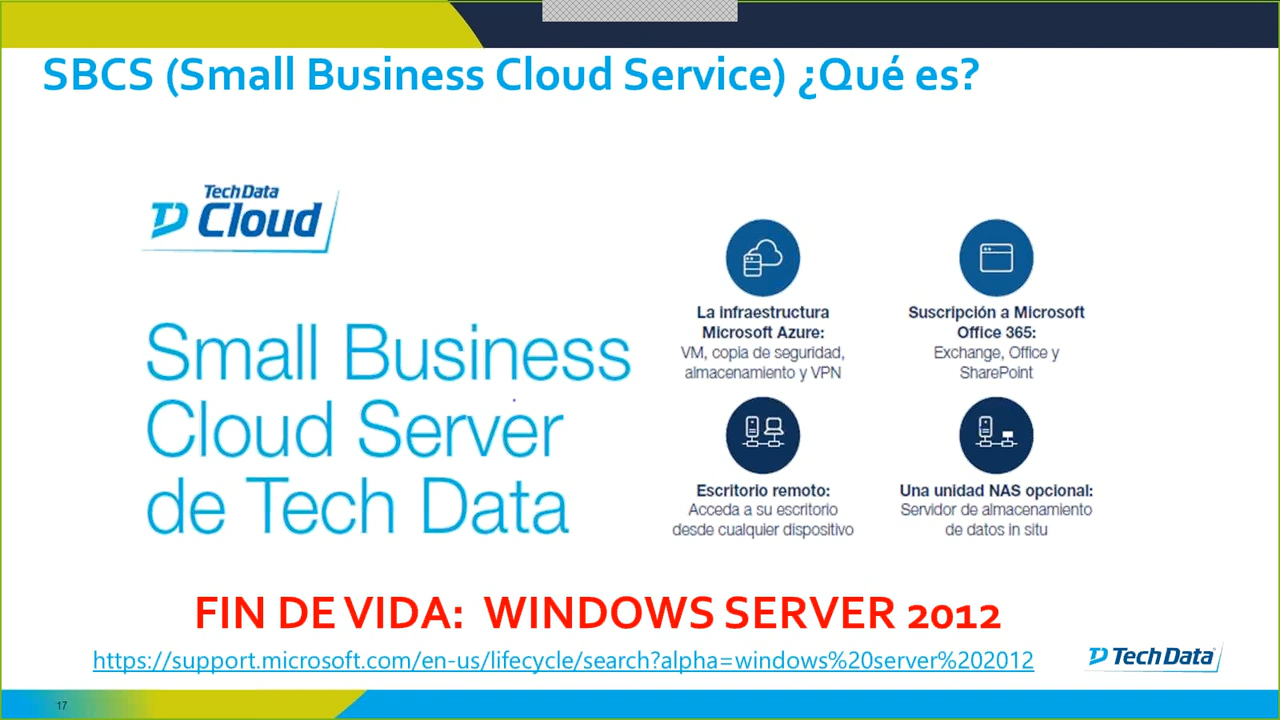 SBCS (Small Business Cloud Service) ¿Qué es?
TechData
Cloud
Small Business
Cloud Server
de Tech Data
La infraestructura
Microsoft Azure:
VM, copia de seguridad,
almacenamiento y VPN
Suscripción a Microsoft
Office 365:
Exchange, Office y
SharePoint
Escritorio remoto:
Acceda a su escritorio
desde cualquier dispositivo
Una unidad NAS opcional:
Servidor de almacenamiento
de datos in situ
FIN DE VIDA: WINDOWS SERVER 2012
https://support.microsoft.com/en-us/lifecycle/search?alpha=windows%20server%202012
TechData
17